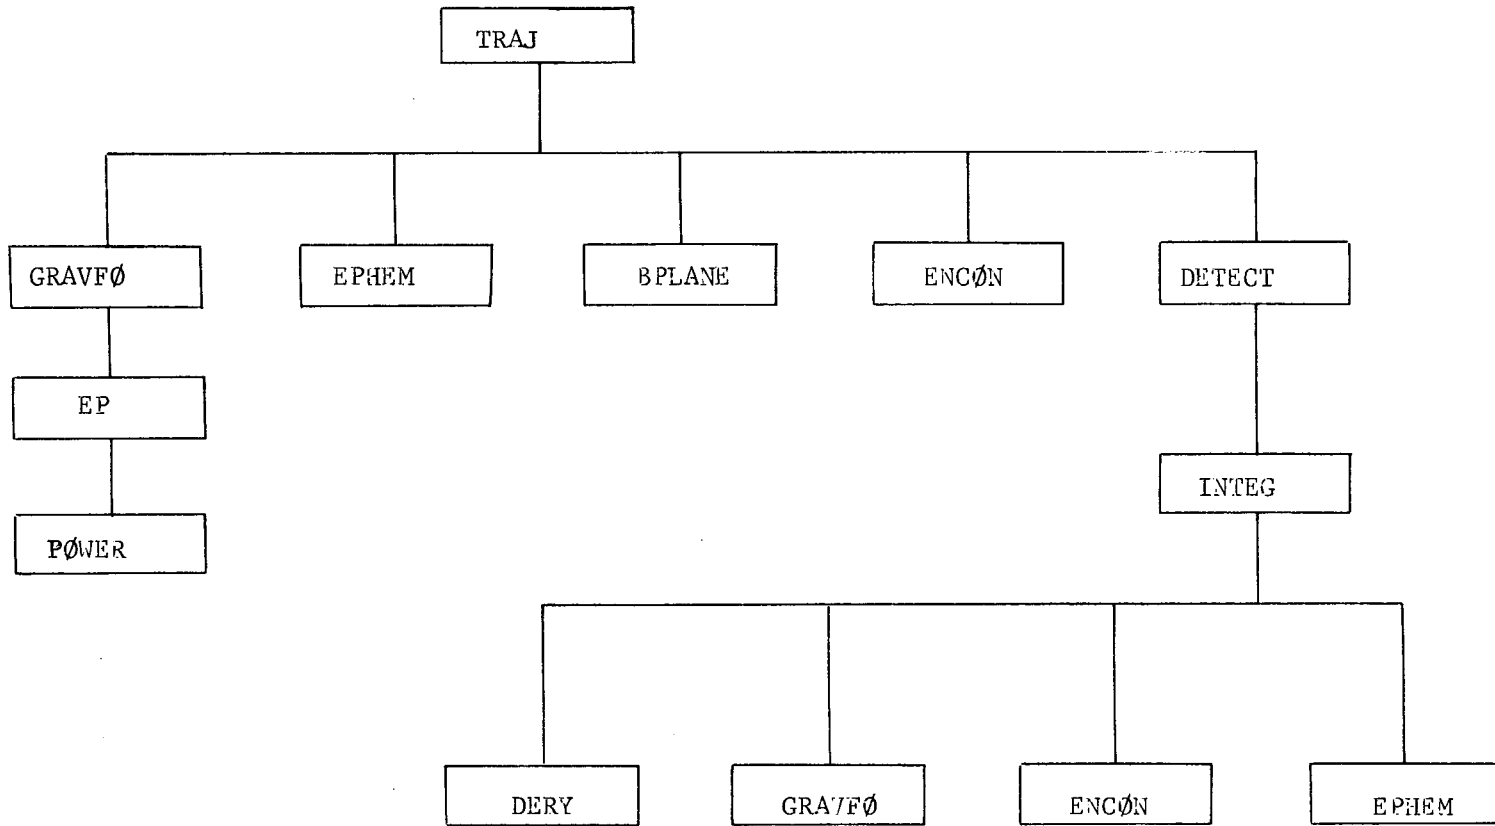 TRAJ
GRAVFØ
EPHEM
BPLANE
ENCØN
DETECT
EP
INTEG
PØWER
DERY
GRAVFØ
ENCØN
EPHEM